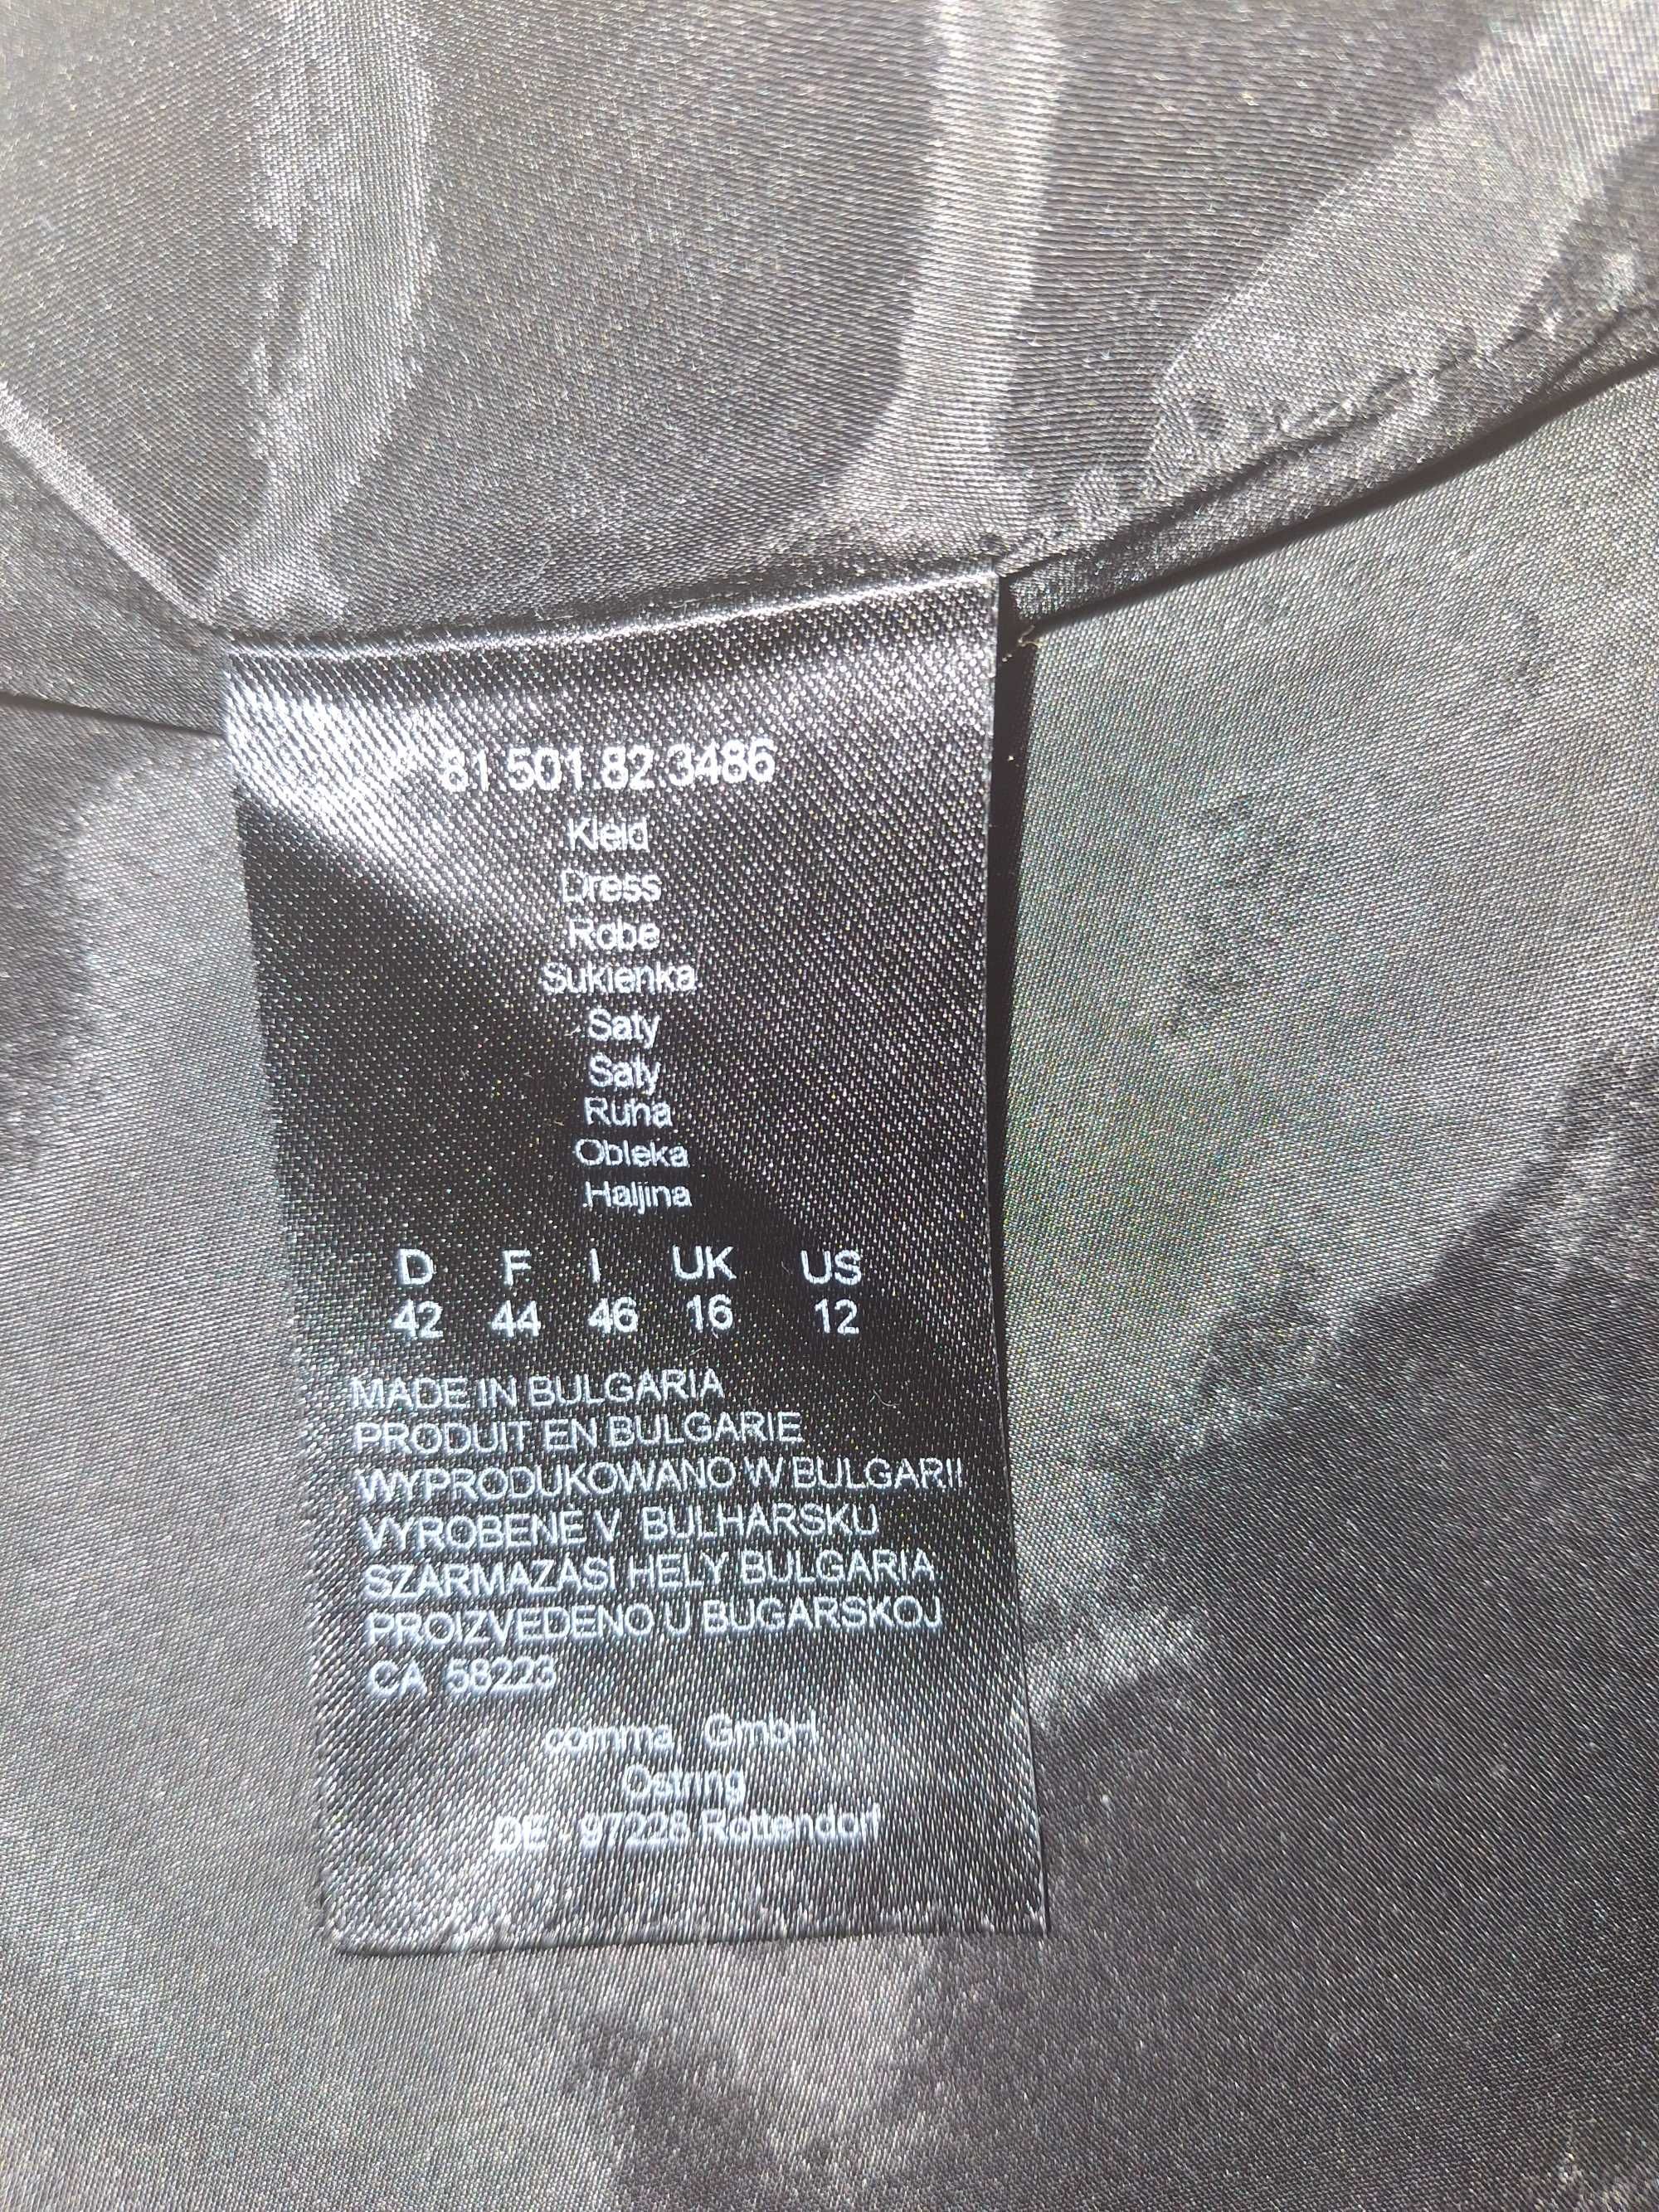 81.501.82.3486
Kleid
Dress
Robe
Sukienka
Saty
Saty
Ruha
Obleka
Haljina
D F I UK US
42 44 46 16 12
MADE IN BULGARIA
PRODUIT EN BULGARIE
WYPRODUKOWANO W BULGARII
VYROBENE V BULHARSKU
SZARMAZASI HELY BULGARIA
PROIZVEDENO U BUGARSKOJ
CA 58223
comma, GmbH,
Ostring
DE - 97228 Rottendorf